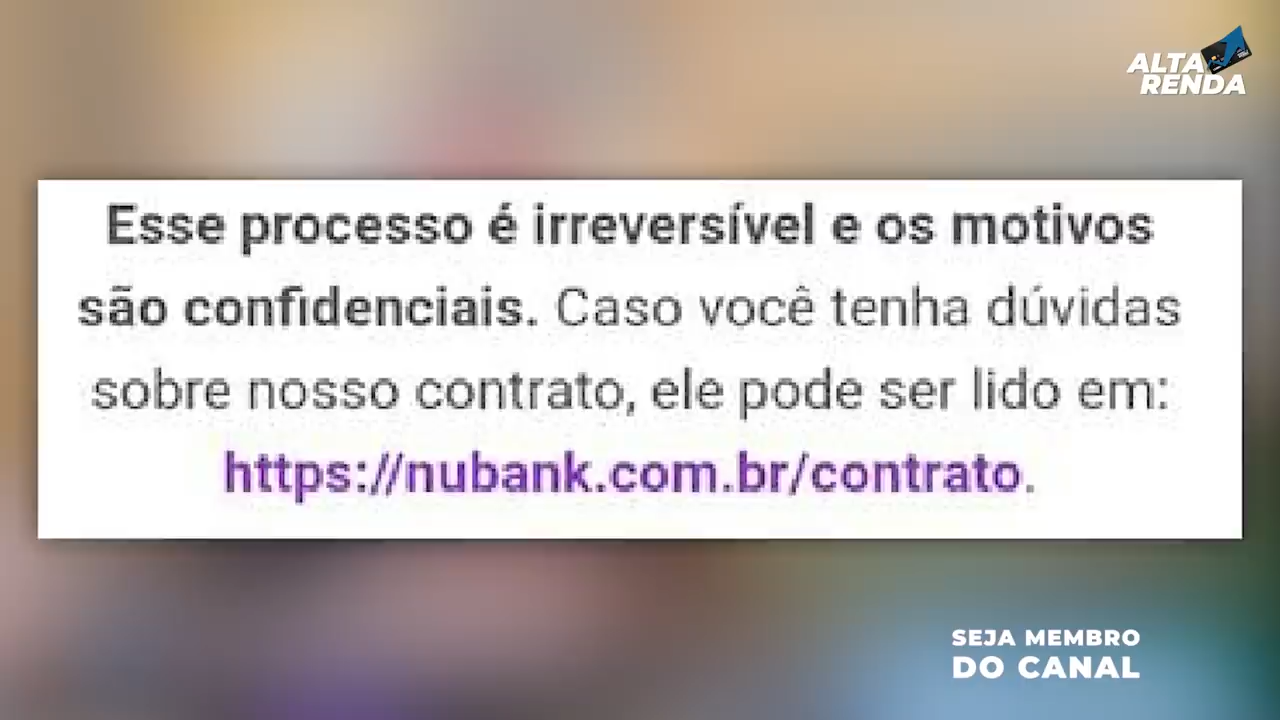 ALTA
RENDA
Esse processo é irreversível e os motivos
são confidenciais. Caso você tenha dúvidas
sobre nosso contrato, ele pode ser lido em:
https://nubank.com.br/contrato.
SEJA MEMBRO
DO CANAL